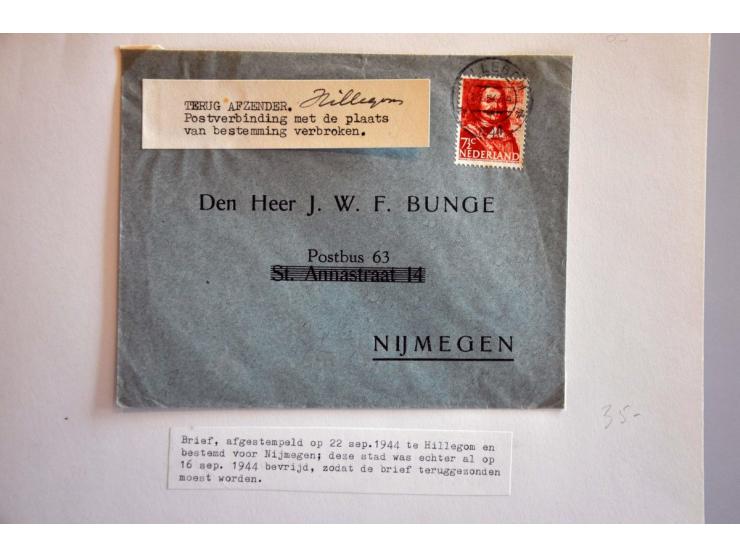 TERUG AFZENDER. Hillegom
Postverbinding met de plaats
van bestemming verbroken.
7½c
NEDERLAND
Den Heer J. W. F. BUNGE
Postbus 63
St. Annastraat 14
NIJMEGEN
35-
Brief, afgestempeld op 22 sep.1944 te Hillegom en
bestemd voor Nijmegen; deze stad was echter al op
16 sep. 1944 bevrijd, zodat de brief teruggezonden
moest worden.